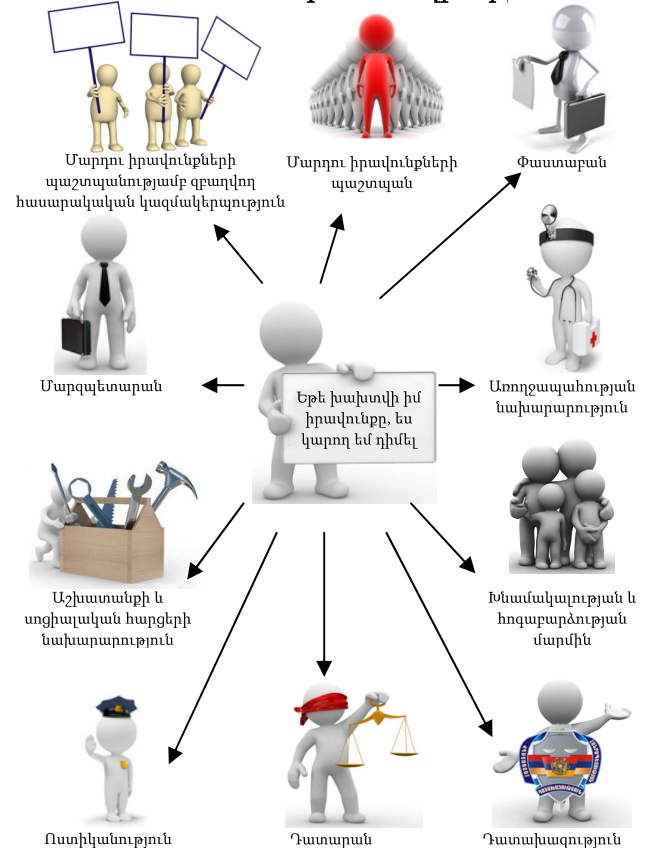 Մարդու իրավունքների
պաշտպանությամբ զբաղվող
հասարակական կազմակերպություն
Մարդու իրավունքների
պաշտպան
Փաստաբան
Մարզպետարան
Եթե խախտվի իմ
իրավունքը, ես
կարող եմ դիմել
Առողջապահության
նախարարություն
Աշխատանքի և
սոցիալական հարցերի
նախարարություն
Խնամակալության և
հոգաբարձության
մարմին
Ոստիկանություն
Դատարան
Դատախազություն